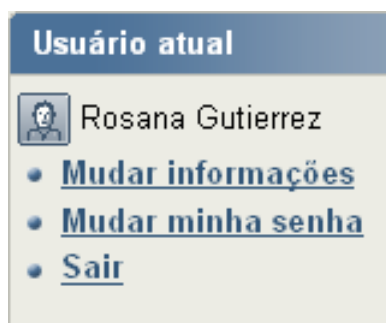 Usuário atual
Rosana Gutierrez
Mudar informações
Mudar minha senha
Sair